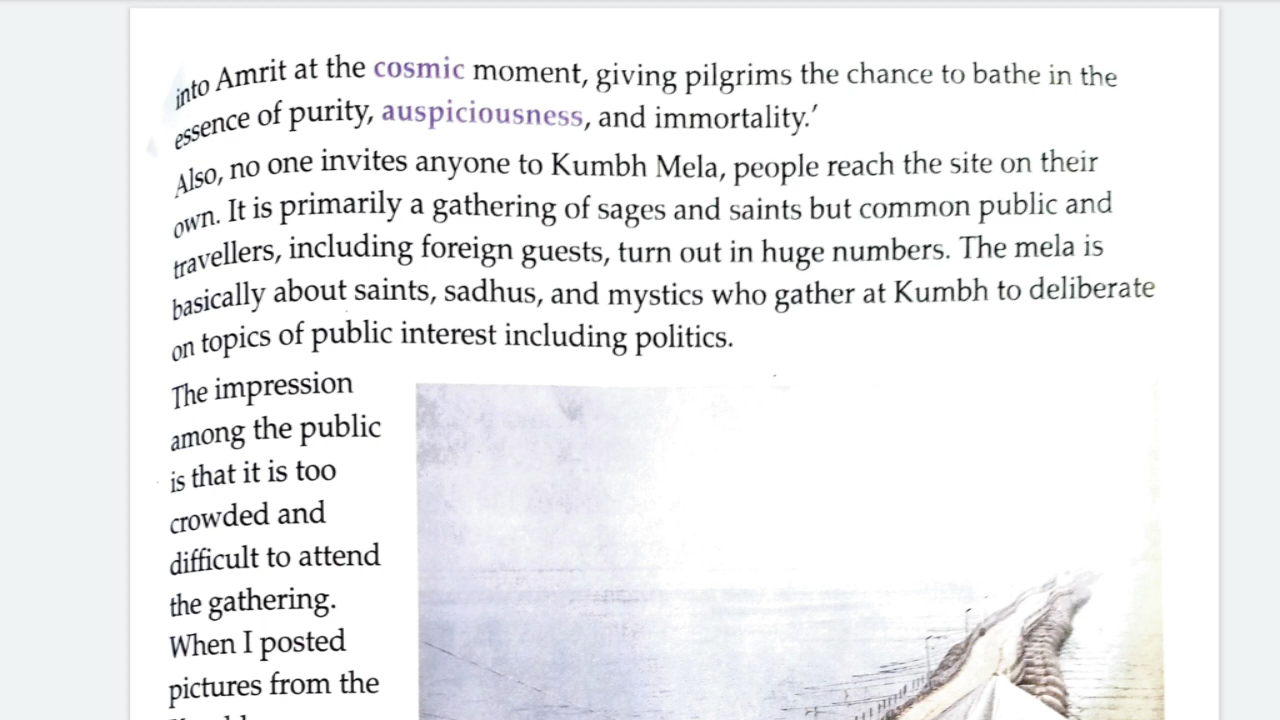 into Amrit at the cosmic moment, giving pilgrims the chance to bathe in the
essence of purity, auspiciousness, and immortality.’
Also, no one invites anyone to Kumbh Mela, people reach the site on their
own. It is primarily a gathering of sages and saints but common public and
travellers, including foreign guests, turn out in huge numbers. The mela is
basically about saints, sadhus, and mystics who gather at Kumbh to deliberate
on topics of public interest including politics.
The impression
among the public
is that it is too
crowded and
difficult to attend
the gathering.
When I posted
pictures from the